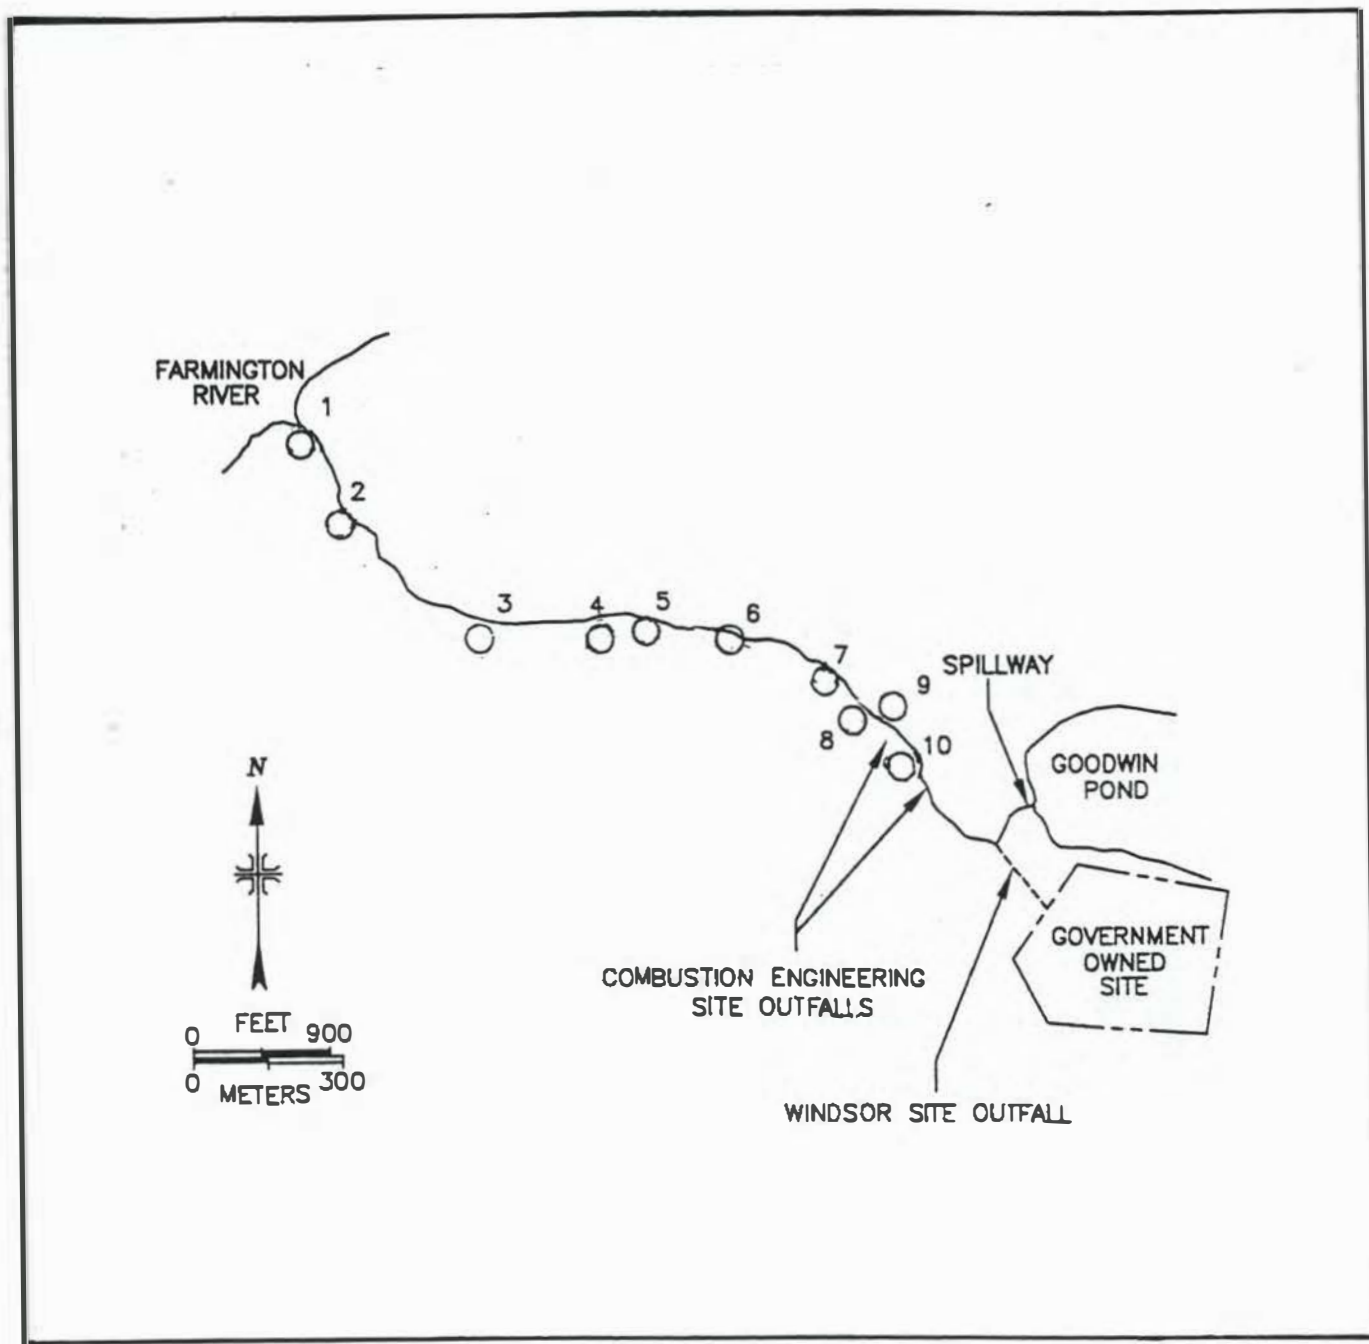 FARMINGTON
RIVER
1
2
3
4
5
6
7
SPILLWAY
9
8
10
GOODWIN
POND
N
GOVERNMENT
OWNED
SITE
COMBUSTION ENGINEERING
SITE OUTFALLS
FEET
0 900
0 300
METERS
WINDSOR SITE OUTFALL